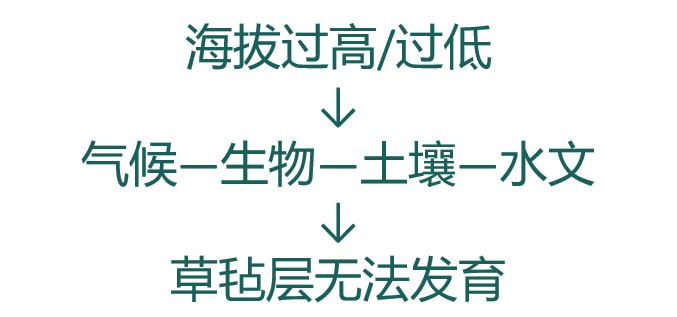 海拔过高/过低
↓
气候—生物—土壤—水文
↓
草毡层无法发育